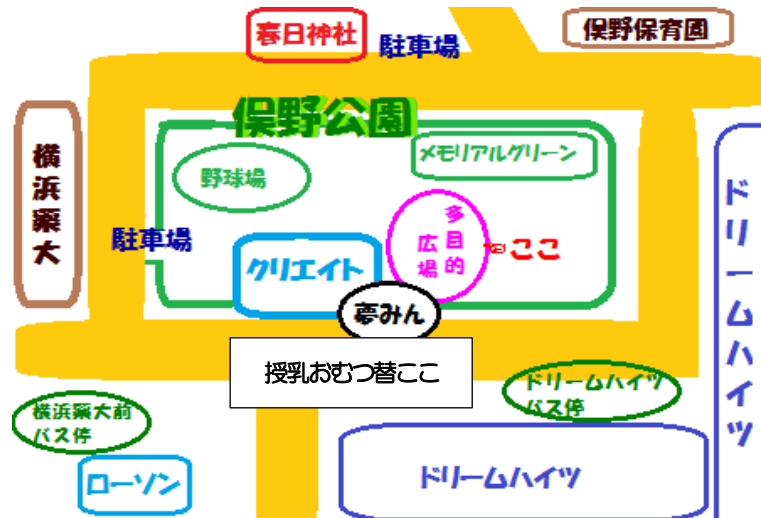 春日神社
駐車場
俣野保育園
俣野公園
横浜薬大
野球場
メモリアルグリーン
多目的
広場
ここ
駐車場
クリエイト
夢みん
ドリームハイツ
授乳おむつ替ここ
横浜薬大前
バス停
ドリームハイツ
バス停
ローソン
ドリームハイツ